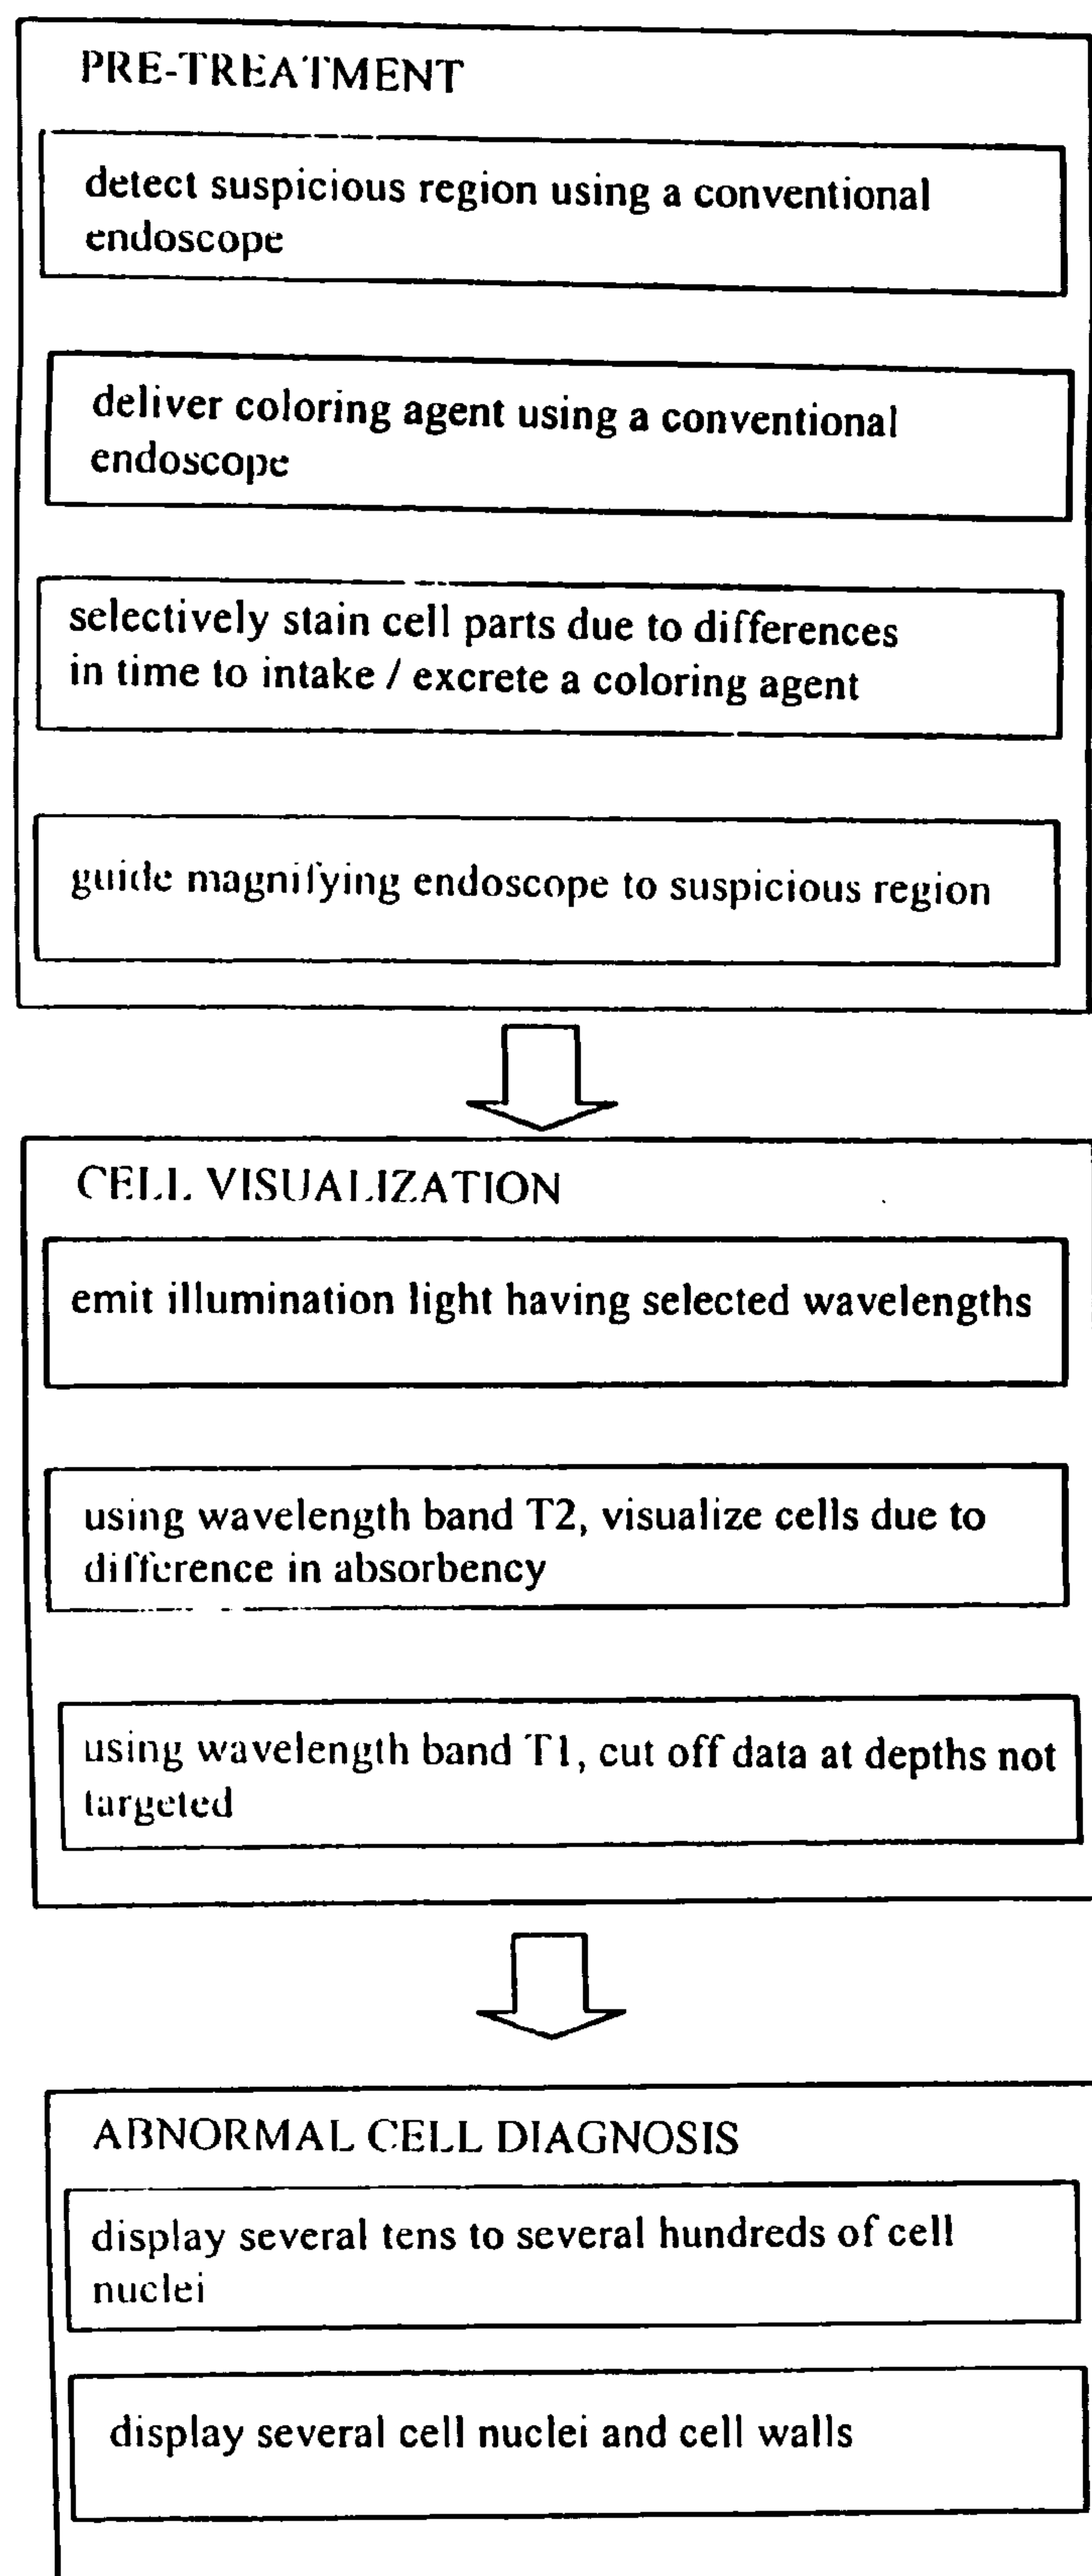 PRE-TREATMENT
detect suspicious region using a conventional
endoscope
deliver coloring agent using a conventional
endoscope
selectively stain cell parts due to differences
in time to intake / excrete a coloring agent
guide magnifying endoscope to suspicious region
CELL VISUALIZATION
emit illumination light having selected wavelengths
using wavelength band T2, visualize cells due to
difference in absorbency
using wavelength band T1, cut off data at depths not
targeted
ABNORMAL CELL DIAGNOSIS
display several tens to several hundreds of cell
nuclei
display several cell nuclei and cell walls